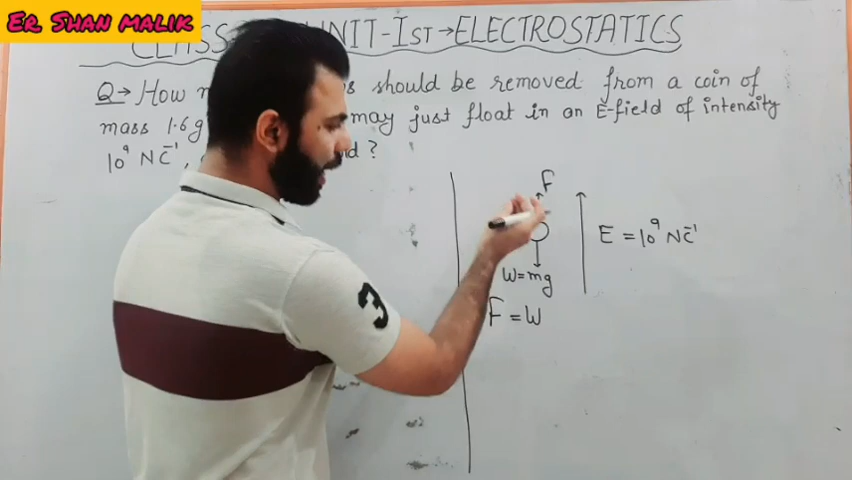 Er. Shan malik
CLASS UNIT-Ist→ELECTROSTATICS
Q→ How should be removed from a coin of
mass 1.6g may just float in an E-field of intensity
10⁹ NC⁻¹, ?
F
E = 10⁹ NC⁻¹
W=mg
F = W
3